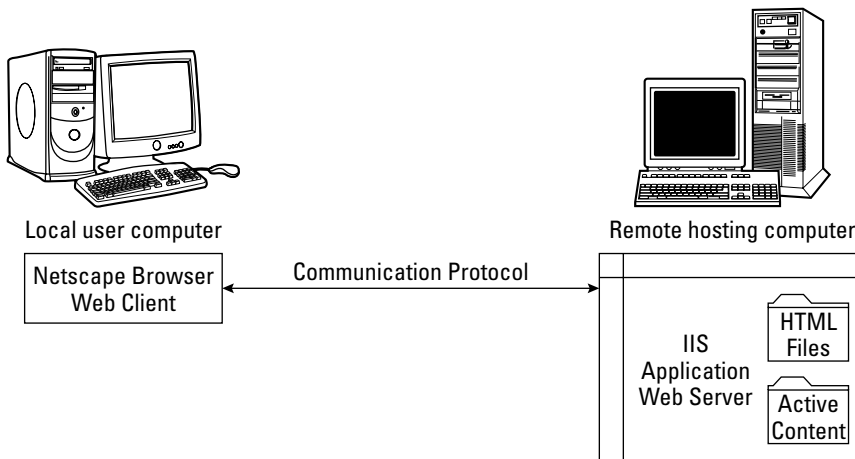 Local user computer
Remote hosting computer
Netscape Browser
Web Client
Communication Protocol
IIS
Application
Web Server
HTML
Files
Active
Content